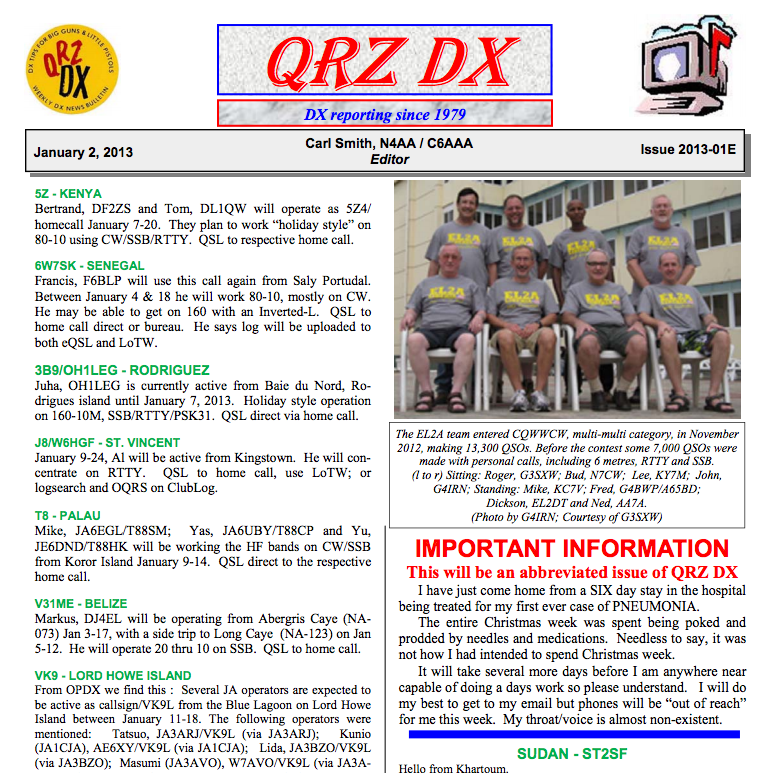 DX TIPS FOR BIG GUNS & LITTLE PISTOLS
QRZ
DX
WEEKLY DX NEWS BULLETIN
QRZ DX
DX reporting since 1979
January 2, 2013
Carl Smith, N4AA / C6AAA
Editor
Issue 2013-01E
5Z - KENYA
Bertrand, DF2ZS and Tom, DL1QW will operate as 5Z4/
homecall January 7-20. They plan to work “holiday style” on
80-10 using CW/SSB/RTTY. QSL to respective home call.
6W7SK - SENEGAL
Francis, F6BLP will use this call again from Saly Portudal.
Between January 4 & 18 he will work 80-10, mostly on CW.
He may be able to get on 160 with an Inverted-L. QSL to
home call direct or bureau. He says log will be uploaded to
both eQSL and LoTW.
3B9/OH1LEG - RODRIGUEZ
Juha, OH1LEG is currently active from Baie du Nord, Ro-
drigues island until January 7, 2013. Holiday style operation
on 160-10M, SSB/RTTY/PSK31. QSL direct via home call.
J8/W6HGF - ST. VINCENT
January 9-24, Al will be active from Kingstown. He will con-
centrate on RTTY. QSL to home call, use LoTW; or
logsearch and OQRS on ClubLog.
T8 - PALAU
Mike, JA6EGL/T88SM; Yas, JA6UBY/T88CP and Yu,
JE6DND/T88HK will be working the HF bands on CW/SSB
from Koror Island January 9-14. QSL direct to the respective
home call.
V31ME - BELIZE
Markus, DJ4EL will be operating from Abergris Caye (NA-
073) Jan 3-17, with a side trip to Long Caye (NA-123) on Jan
5-12. He will operate 20 thru 10 on SSB. QSL to home call.
VK9 - LORD HOWE ISLAND
From OPDX we find this : Several JA operators are expected to
be active as callsign/VK9L from the Blue Lagoon on Lord Howe
Island between January 11-18. The following operators were
mentioned: Tatsuo, JA3ARJ/VK9L (via JA3ARJ); Kunio
(JA1CJA), AE6XY/VK9L (via JA1CJA); Lida, JA3BZO/VK9L
(via JA3BZO); Masumi (JA3AVO), W7AVO/VK9L (via JA3A-
EL2A
EL2A
EL2A
EL2A
EL2A
EL2A
EL2A
EL2A
The EL2A team entered CQWWCW, multi-multi category, in November
2012, making 13,300 QSOs. Before the contest some 7,000 QSOs were
made with personal calls, including 6 metres, RTTY and SSB.
(l to r) Sitting: Roger, G3SXW; Bud, N7CW; Lee, KY7M; John,
G4IRN; Standing: Mike, KC7V; Fred, G4BWP/A65BD;
Dickson, EL2DT and Ned, AA7A.
(Photo by G4IRN; Courtesy of G3SXW)
IMPORTANT INFORMATION
This will be an abbreviated issue of QRZ DX
I have just come home from a SIX day stay in the hospital
being treated for my first ever case of PNEUMONIA.
The entire Christmas week was spent being poked and
prodded by needles and medications. Needless to say, it was
not how I had intended to spend Christmas week.
It will take several more days before I am anywhere near
capable of doing a days work so please understand. I will do
my best to get to my email but phones will be “out of reach”
for me this week. My throat/voice is almost non-existent.
SUDAN - ST2SF
Hello from Khartoum.